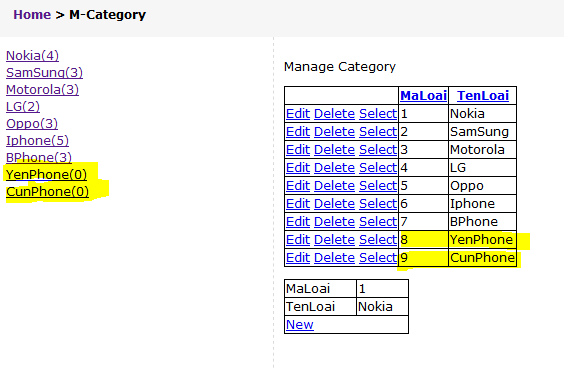 Home > M-Category
Nokia(4)
SamSung(3)
Motorola(3)
LG(2)
Oppo(3)
Iphone(5)
BPhone(3)
YenPhone(0)
CunPhone(0)
Manage Category
MaLoai TenLoai
Edit Delete Select 1 Nokia
Edit Delete Select 2 SamSung
Edit Delete Select 3 Motorola
Edit Delete Select 4 LG
Edit Delete Select 5 Oppo
Edit Delete Select 6 Iphone
Edit Delete Select 7 BPhone
Edit Delete Select 8 YenPhone
Edit Delete Select 9 CunPhone
MaLoai 1
TenLoai Nokia
New